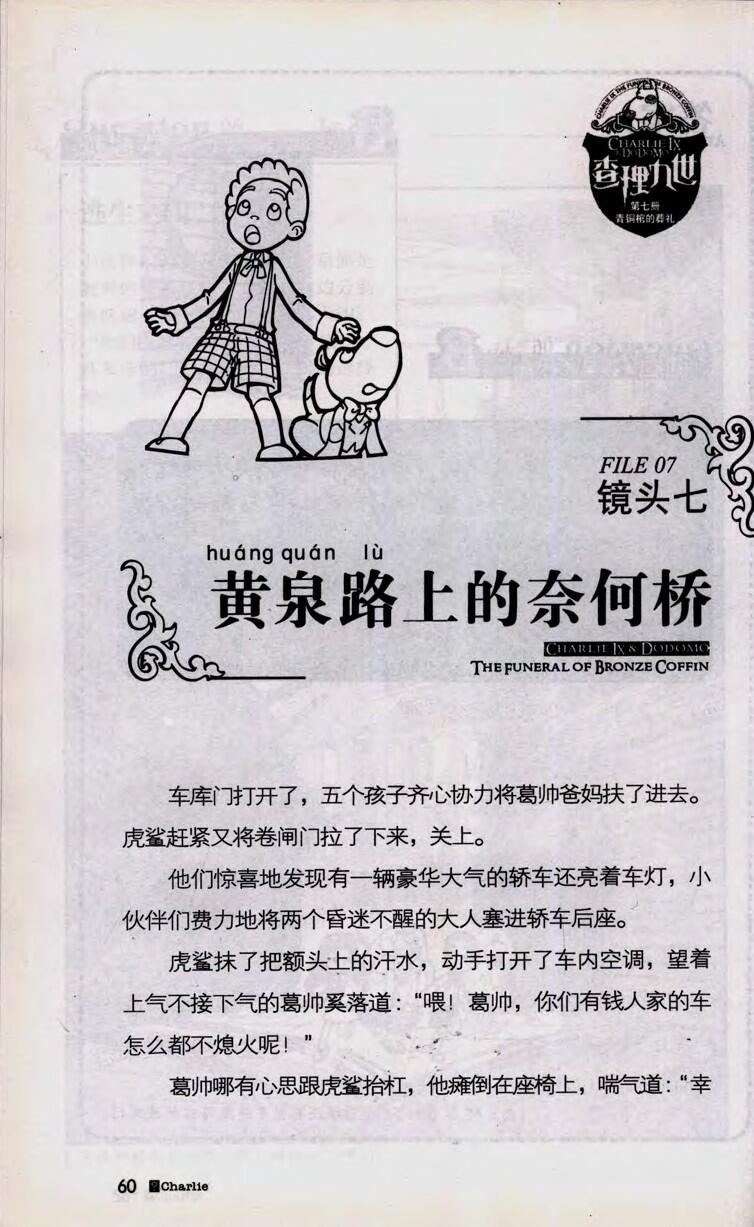 CHARLIE IX THE FUNERAL OF BRONZE COFFIN
CHARLIE IX
& DODOMO
查理九世
第七册
青铜棺的葬礼
FILE 07
镜头七
huáng quán lù
黄泉路上的奈何桥
CHARLIE IX & DODOMO
THE FUNERAL OF BRONZE COFFIN
车库门打开了，五个孩子齐心协力将葛帅爸妈扶了进去。
虎鲨赶紧又将卷闸门拉了下来，关上。
他们惊喜地发现有一辆豪华大气的轿车还亮着车灯，小
伙伴们费力地将两个昏迷不醒的大人塞进轿车后座。
虎鲨抹了把额头上的汗水，动手打开了车内空调，望着
上气不接下气的葛帅奚落道：“喂！葛帅，你们有钱人家的车
怎么都不熄火呢！”
葛帅哪有心思跟虎鲨抬杠，他瘫倒在座椅上，喘气道：“幸
60 Charlie